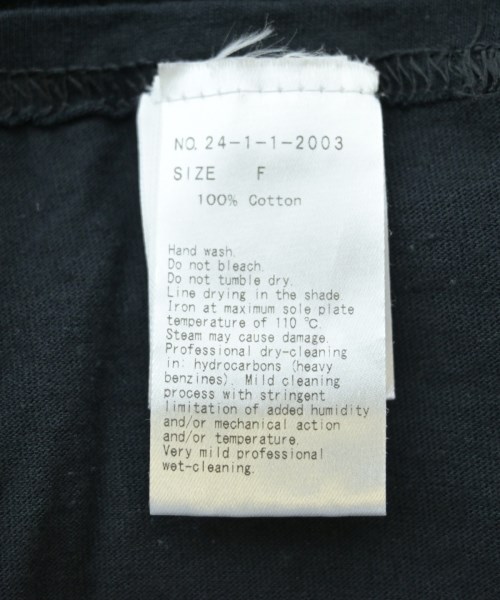 NO. 24-1-1-2003
SIZE F
100% Cotton
Hand wash.
Do not bleach.
Do not tumble dry.
Line drying in the shade.
Iron at maximum sole plate
temperature of 110 ℃.
Steam may cause damage.
Professional dry-cleaning
in: hydrocarbons (heavy
benzines). Mild cleaning
process with stringent
limitation of added humidity
and/or mechanical action
and/or temperature.
Very mild professional
wet-cleaning.